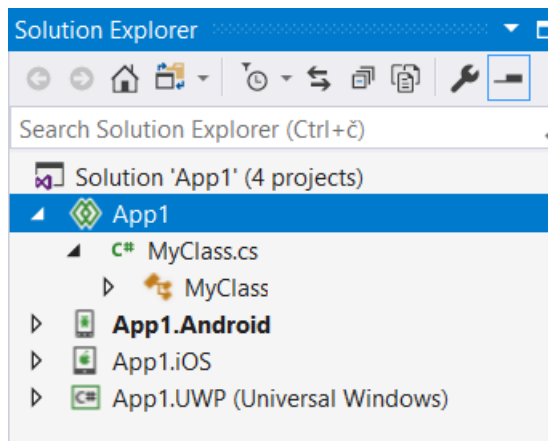 Solution Explorer
Search Solution Explorer (Ctrl+č)
Solution 'App1' (4 projects)
App1
C# MyClass.cs
MyClass
App1.Android
App1.iOS
C# App1.UWP (Universal Windows)